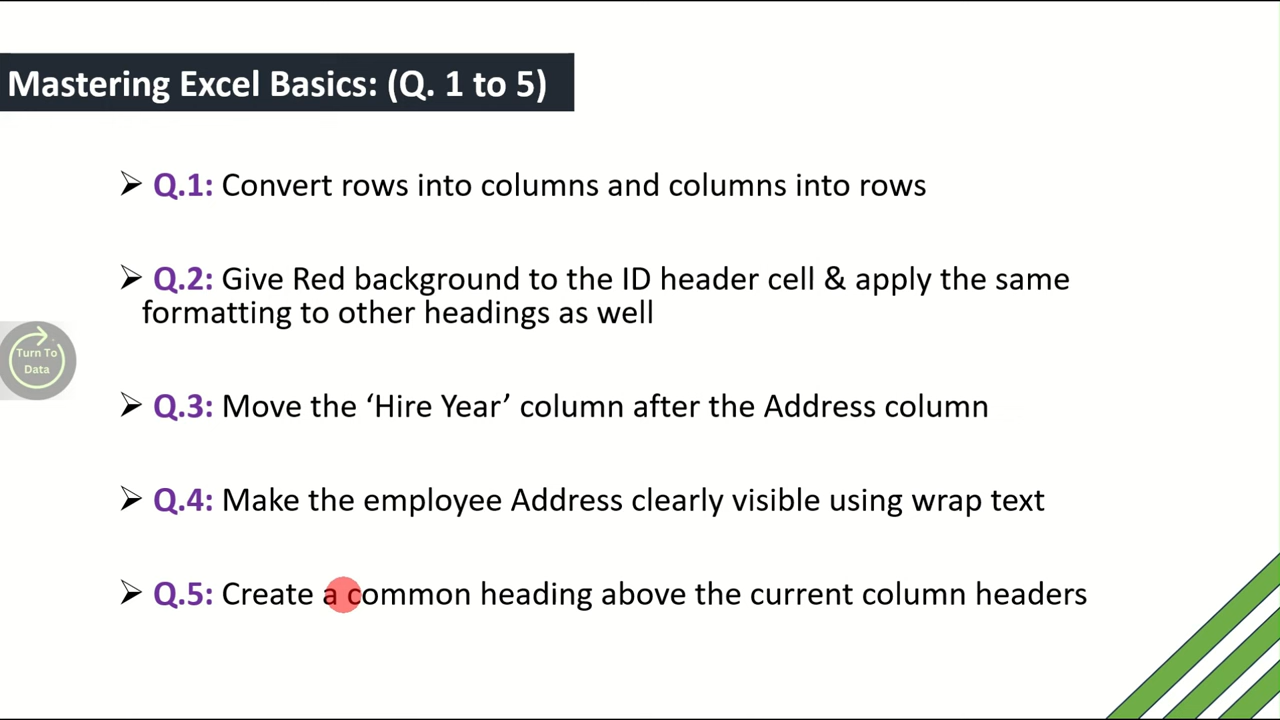 Mastering Excel Basics: (Q. 1 to 5)
Q.1: Convert rows into columns and columns into rows
Q.2: Give Red background to the ID header cell & apply the same
formatting to other headings as well
Turn To
Data
Q.3: Move the ‘Hire Year’ column after the Address column
Q.4: Make the employee Address clearly visible using wrap text
Q.5: Create a common heading above the current column headers